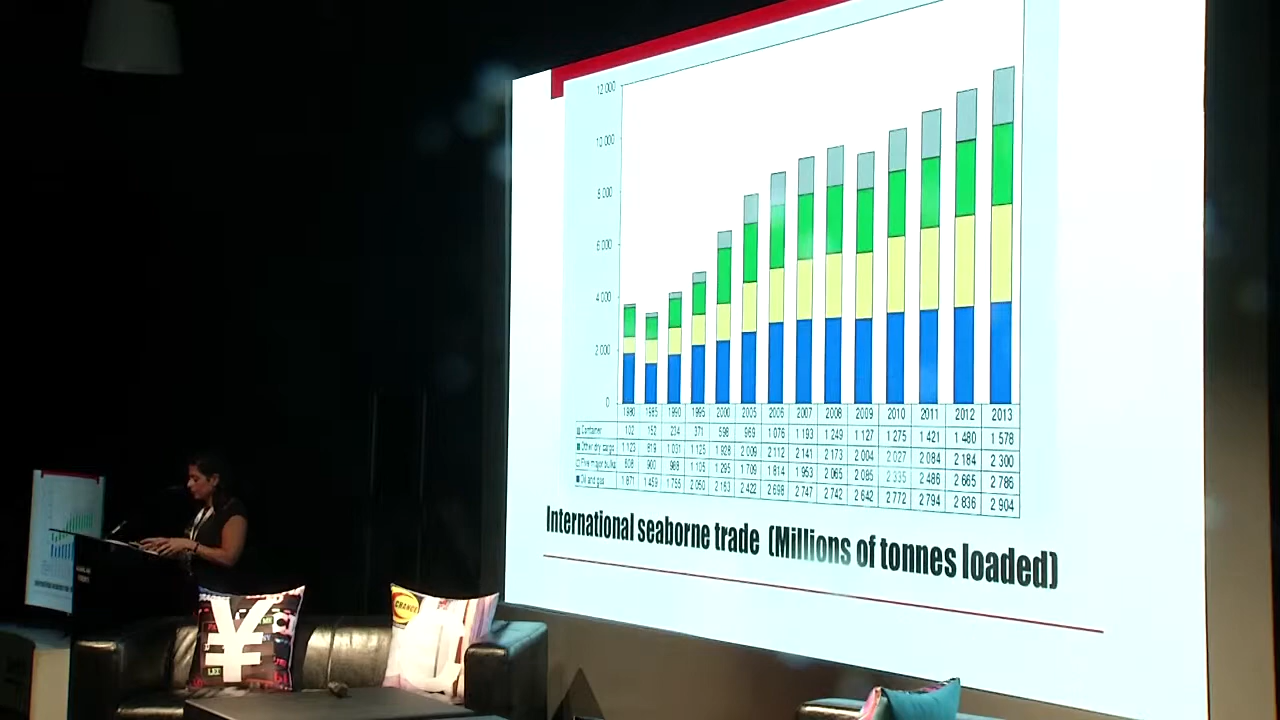 12 000
10 000
8 000
6 000
4 000
2 000
0
1980 1985 1990 1995 2000 2005 2006 2007 2008 2009 2010 2011 2012 2013
Container 102 152 234 371 598 969 1 076 1 193 1 249 1 127 1 275 1 421 1 480 1 578
Other dry cargo 1 123 819 1 031 1 125 1 928 2 009 2 112 2 141 2 173 2 004 2 027 2 084 2 184 2 300
Five major bulks 608 900 988 1 105 1 295 1 709 1 814 1 953 2 065 2 085 2 335 2 486 2 665 2 786
Oil and gas 1 871 1 459 1 755 2 050 2 163 2 422 2 698 2 747 2 742 2 642 2 772 2 794 2 836 2 904
International seaborne trade (Millions of tonnes loaded)
¥
CHANGE